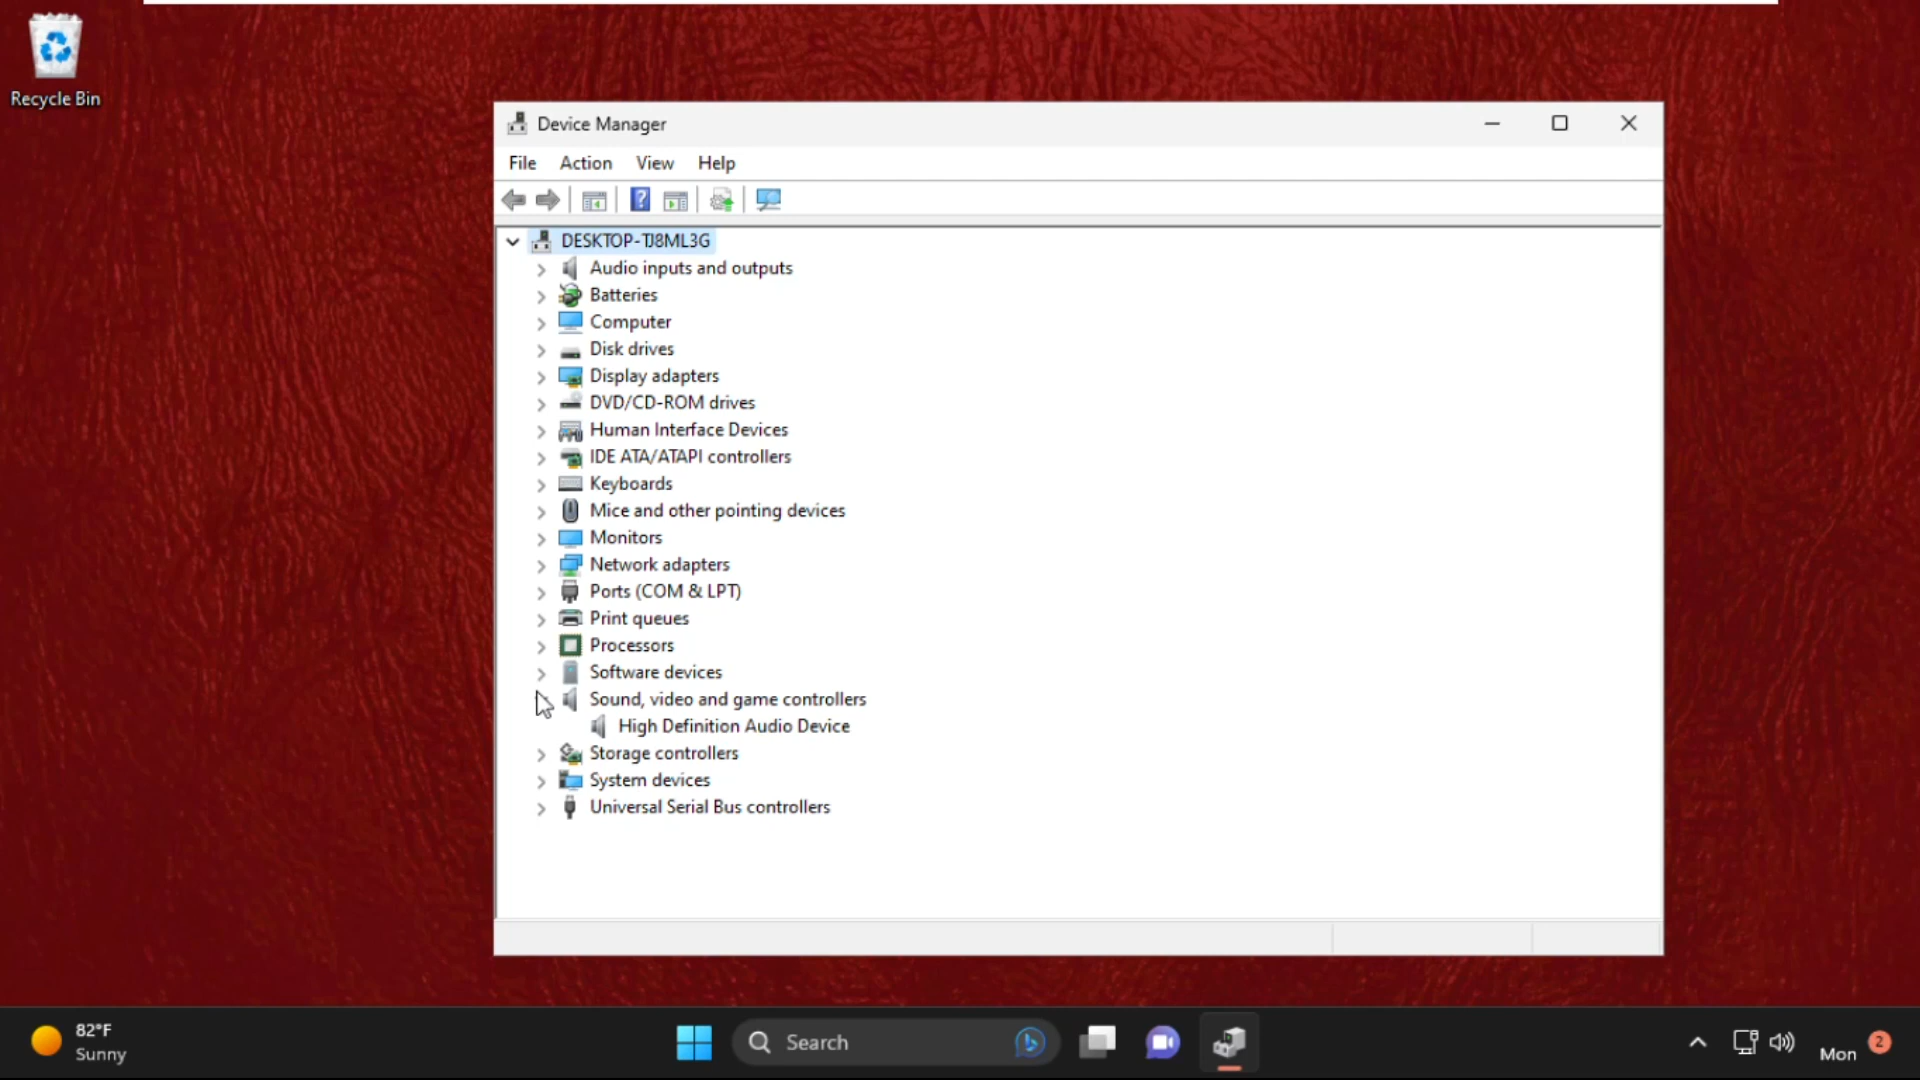 Recycle Bin
Device Manager
File Action View Help
DESKTOP-TJ8ML3G
Audio inputs and outputs
Batteries
Computer
Disk drives
Display adapters
DVD/CD-ROM drives
Human Interface Devices
IDE ATA/ATAPI controllers
Keyboards
Mice and other pointing devices
Monitors
Network adapters
Ports (COM & LPT)
Print queues
Processors
Software devices
Sound, video and game controllers
High Definition Audio Device
Storage controllers
System devices
Universal Serial Bus controllers
82°F
Sunny
Search
Mon
2